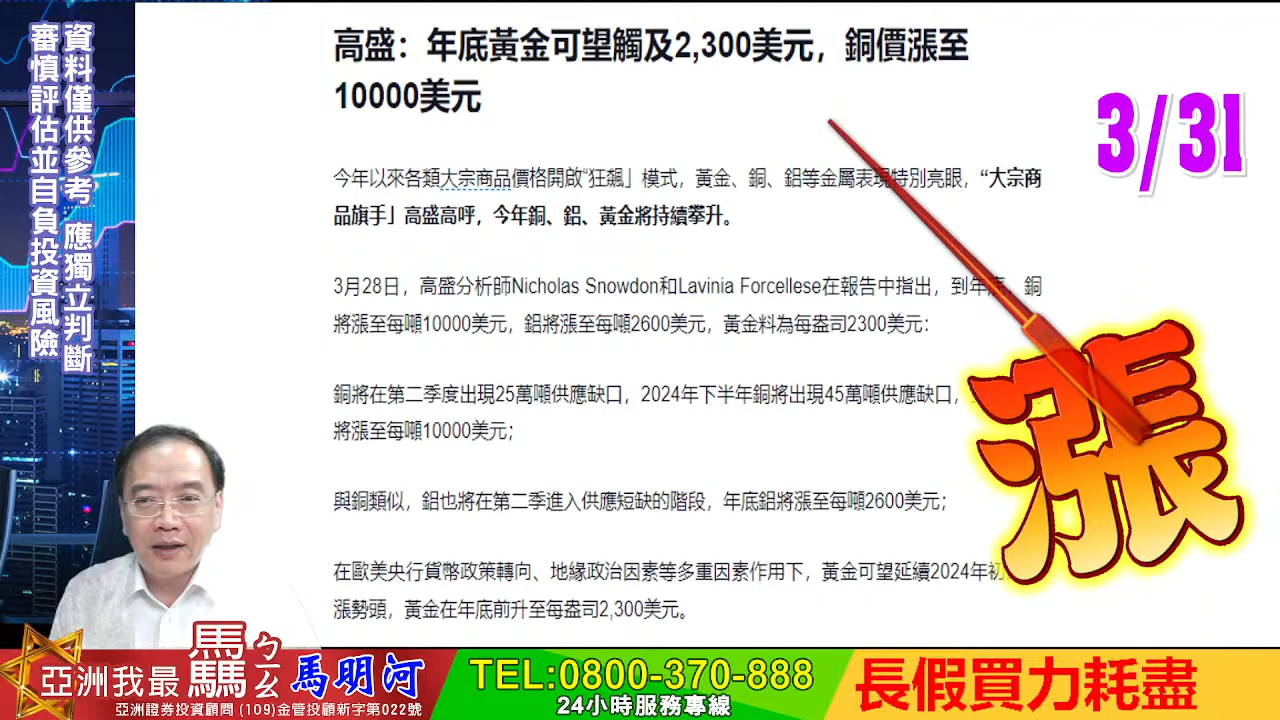 資料僅供參考 應獨立判斷
審慎評估並自負投資風險
高盛：年底黃金可望觸及2,300美元，銅價漲至
10000美元
3/31
今年以來各類大宗商品價格開啟“狂飆」模式，黃金、銅、鋁等金屬表現特別亮眼，“大宗商
品旗手」高盛高呼，今年銅、鋁、黃金將持續攀升。
3月28日，高盛分析師Nicholas Snowdon和Lavinia Forcellese在報告中指出，到年底，銅
將漲至每噸10000美元，鋁將漲至每噸2600美元，黃金料為每盎司2300美元：
銅將在第二季度出現25萬噸供應缺口，2024年下半年銅將出現45萬噸供應缺口，
將漲至每噸10000美元；
漲
與銅類似，鋁也將在第二季進入供應短缺的階段，年底鋁將漲至每噸2600美元；
在歐美央行貨幣政策轉向、地緣政治因素等多重因素作用下，黃金可望延續2024年初
漲勢頭，黃金在年底前升至每盎司2,300美元。
亞洲我最馬驫ㄅㄧㄠ馬明河
亞洲證券投資顧問 (109)金管投顧新字第022號
TEL:0800-370-888
24小時服務專線
長假買力耗盡